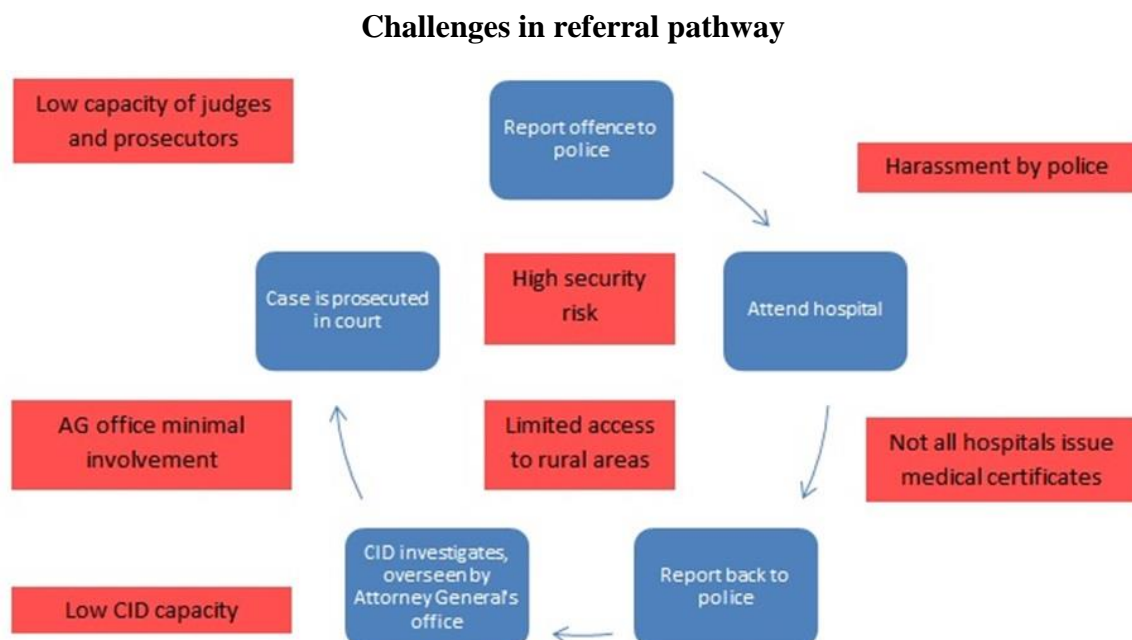 Challenges in referral pathway
Low capacity of judges
and prosecutors
Report offence to
police
Harassment by police
Case is prosecuted
in court
High security
risk
Attend hospital
AG office minimal
involvement
Limited access
to rural areas
Not all hospitals issue
medical certificates
CID investigates,
overseen by
Attorney General's
office
Report back to
police
Low CID capacity